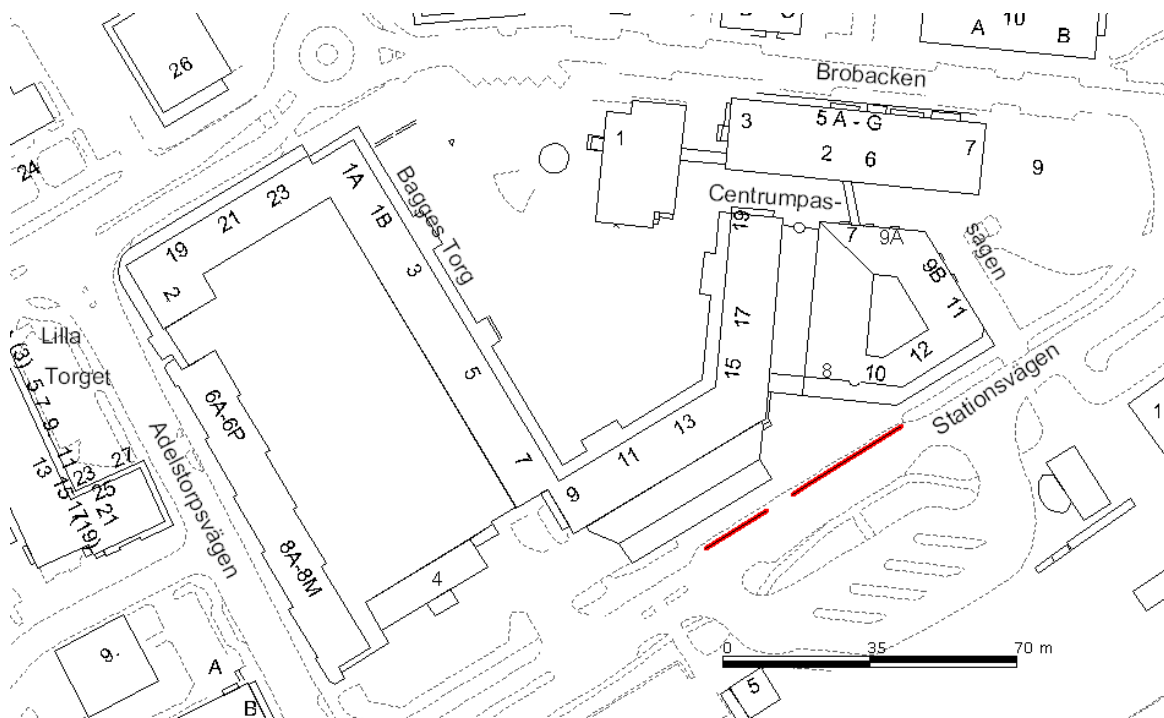 10
A
B
26
Brobacken
3
5 A - G
1
7
2
6
9
24
1A
23
Bagges Torg
Centrumpas-
1B
21
19
19
7
9A
sagen
9B
3
2
11
17
Lilla
12
(3)
Torget
5
15
8
10
5
7
6A-6P
Stationsvägen
9
13
11
Adelstorpsvägen
11
27
13
23
7
25
15
9
21
17
(19)
8A-8M
4
0
35
70 m
9.
A
5
B